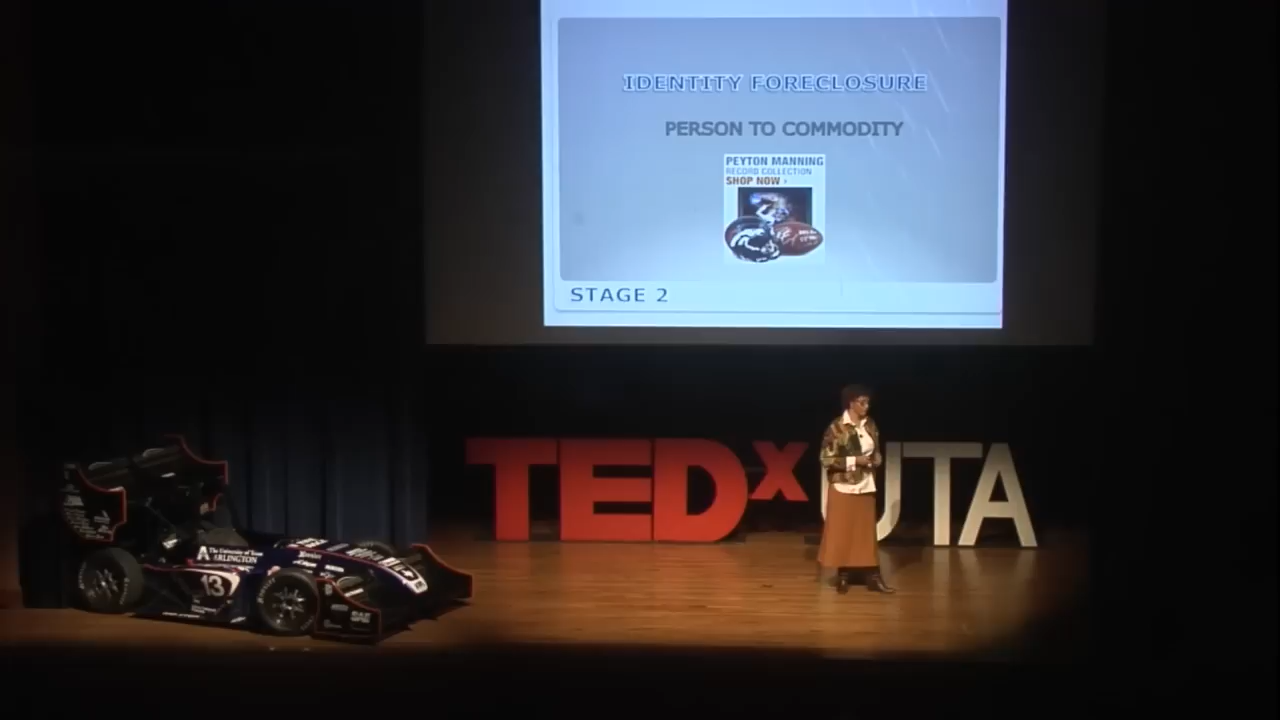 IDENTITY FORECLOSURE
PERSON TO COMMODITY
PEYTON MANNING
RECORD COLLECTION
SHOP NOW ›
STAGE 2
TEDx UTA
A The University of Texas
ARLINGTON
13